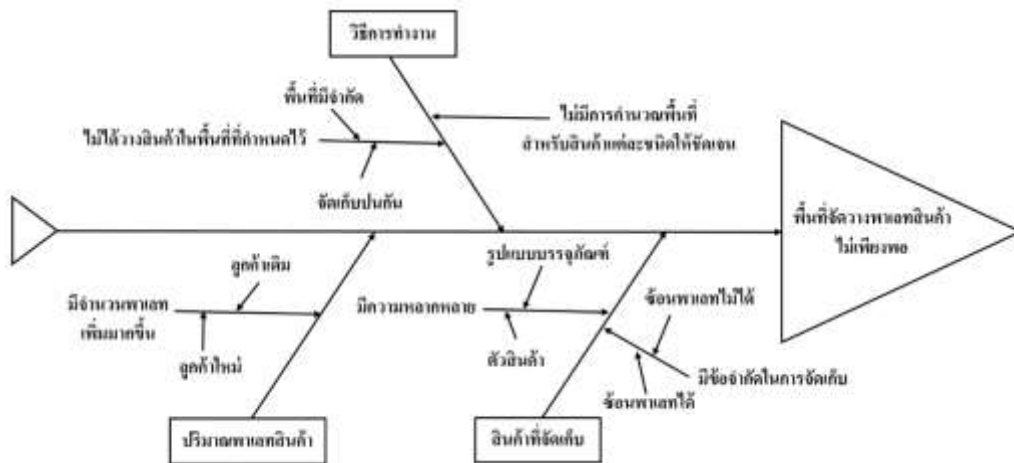 วิธีการทำงาน
พื้นที่มีจำกัด
ไม่ได้วางสินค้าในพื้นที่ที่กำหนดไว้
จัดเก็บปนกัน
ไม่มีการคำนวณพื้นที่
สำหรับสินค้าแต่ละชนิดให้ชัดเจน
พื้นที่จัดวางพาเลทสินค้า
ไม่เพียงพอ
ลูกค้าเดิม
มีจำนวนพาเลท
เพิ่มมากขึ้น
ลูกค้าใหม่
ปริมาณพาเลทสินค้า
รูปแบบบรรจุภัณฑ์
มีความหลากหลาย
ตัวสินค้า
ซ้อนพาเลทไม่ได้
มีข้อจำกัดในการจัดเก็บ
ซ้อนพาเลทได้
สินค้าที่จัดเก็บ